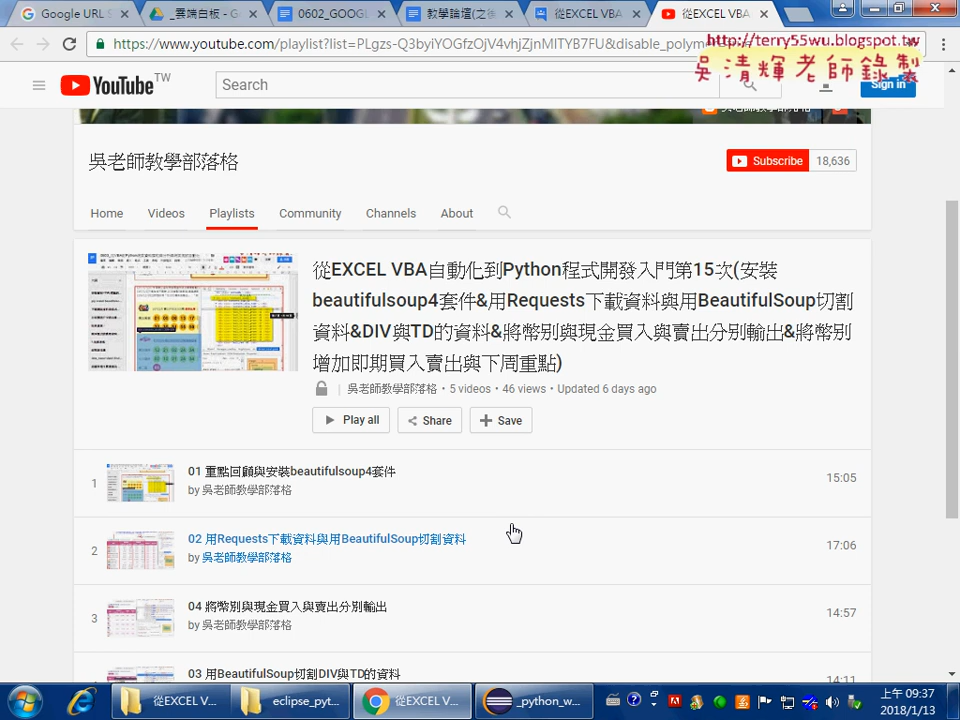 Google URL S
_雲端白板 - G
0602_GOOGL
教學論壇(之後
從EXCEL VBA
從EXCEL VBA
https://www.youtube.com/playlist?list=PLgzs-Q3byiYOGfzOjV4vhjZjnMITYB7FU&disable_polyme
http://terry55wu.blogspot.tw
吳清輝老師錄製
YouTube TW
Search
Sign in
吳老師教學部落格
Subscribe 18,636
Home Videos Playlists Community Channels About
從EXCEL VBA自動化到Python程式開發入門第15次(安裝
beautifulsoup4套件&用Requests下載資料與用BeautifulSoup切割
資料&DIV與TD的資料&將幣別與現金買入與賣出分別輸出&將幣別
增加即期買入賣出與下周重點)
吳老師教學部落格 • 5 videos • 46 views • Updated 6 days ago
Play all Share Save
1 01 重點回顧與安裝beautifulsoup4套件 15:05
by 吳老師教學部落格
2 02 用Requests下載資料與用BeautifulSoup切割資料 17:06
by 吳老師教學部落格
3 04 將幣別與現金買入與賣出分別輸出 14:57
by 吳老師教學部落格
03 用BeautifulSoup切割DIV與TD的資料 14:11
從EXCEL V...
eclipse_pyt...
從EXCEL V...
_python_w...
上午 09:37
2018/1/13